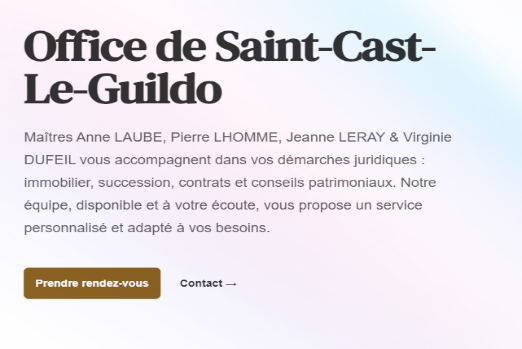 Office de Saint-Cast-
Le-Guildo
Maîtres Anne LAUBE, Pierre LHOMME, Jeanne LERAY & Virginie
DUFEIL vous accompagnent dans vos démarches juridiques :
immobilier, succession, contrats et conseils patrimoniaux. Notre
équipe, disponible et à votre écoute, vous propose un service
personnalisé et adapté à vos besoins.
Prendre rendez-vous
Contact →